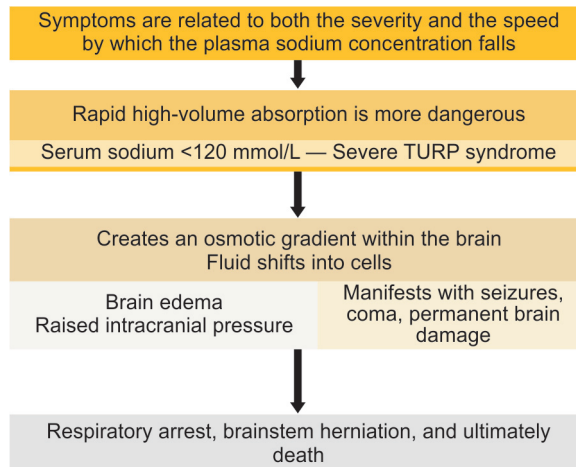 Symptoms are related to both the severity and the speed
by which the plasma sodium concentration falls
Rapid high-volume absorption is more dangerous
Serum sodium <120 mmol/L — Severe TURP syndrome
Creates an osmotic gradient within the brain
Fluid shifts into cells
Brain edema
Raised intracranial pressure
Manifests with seizures,
coma, permanent brain
damage
Respiratory arrest, brainstem herniation, and ultimately
death